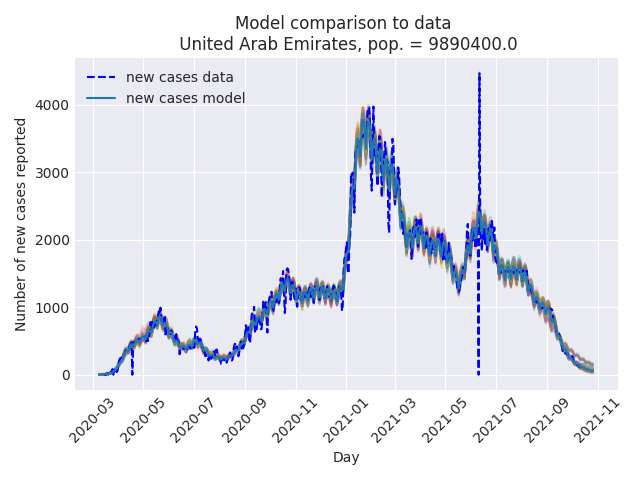 Model comparison to data
United Arab Emirates, pop. = 9890400.0
new cases data
new cases model
Number of new cases reported
4000
3000
2000
1000
0
2020-03
2020-05
2020-07
2020-09
2020-11
2021-01
2021-03
2021-05
2021-07
2021-09
2021-11
Day